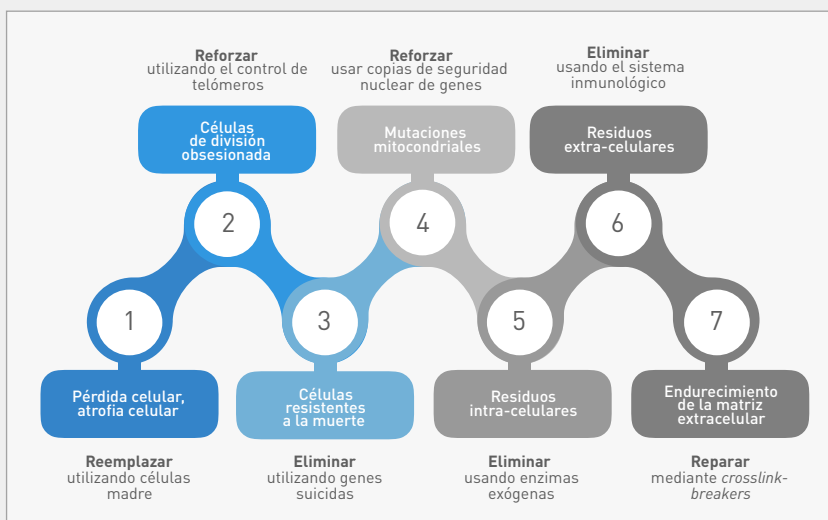 Reforzar
utilizando el control de
telómeros
Reforzar
usar copias de seguridad
nuclear de genes
Eliminar
usando el sistema
inmunológico
Células
de división
obsesionada
Mutaciones
mitocondriales
Residuos
extra-celulares
2
4
6
1
3
5
7
Pérdida celular,
atrofia celular
Células
resistentes
a la muerte
Residuos
intra-celulares
Endurecimiento
de la matriz
extracelular
Reemplazar
utilizando células
madre
Eliminar
utilizando genes
suicidas
Eliminar
usando enzimas
exógenas
Reparar
mediante crosslink-
breakers